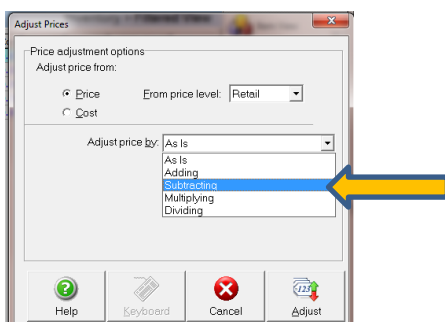 Adjust Prices
Price adjustment options
Adjust price from:
Price From price level: Retail
Cost
Adjust price by: As Is
As Is
Adding
Subtracting
Multiplying
Dividing
Help Keyboard Cancel Adjust